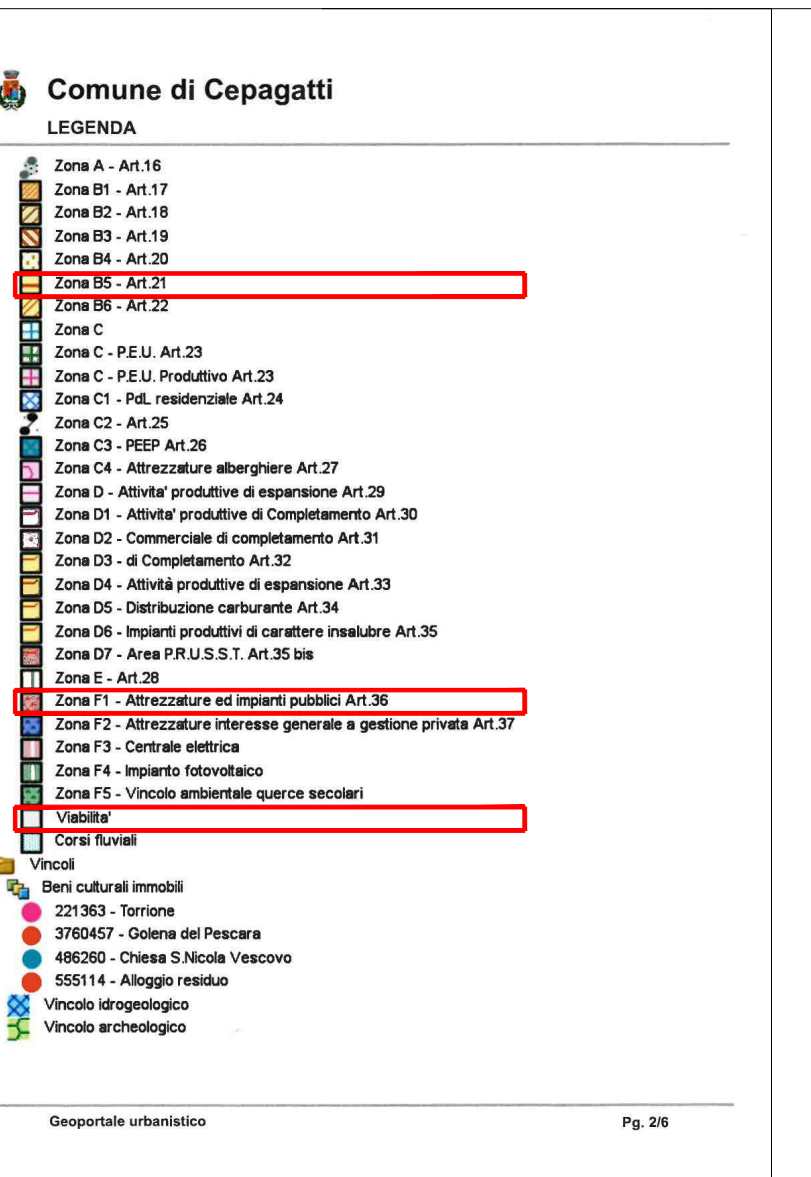 Comune di Cepagatti
LEGENDA
Zona A - Art.16
Zona B1 - Art.17
Zona B2 - Art.18
Zona B3 - Art.19
Zona B4 - Art.20
Zona B5 - Art.21
Zona B6 - Art.22
Zona C
Zona C - P.E.U. Art.23
Zona C - P.E.U. Produttivo Art.23
Zona C1 - PdL residenziale Art.24
Zona C2 - Art.25
Zona C3 - PEEP Art.26
Zona C4 - Attrezzature alberghiere Art.27
Zona D - Attivita' produttive di espansione Art.29
Zona D1 - Attivita' produttive di Completamento Art.30
Zona D2 - Commerciale di completamento Art.31
Zona D3 - di Completamento Art.32
Zona D4 - Attività produttive di espansione Art.33
Zona D5 - Distribuzione carburante Art.34
Zona D6 - Impianti produttivi di carattere insalubre Art.35
Zona D7 - Area P.R.U.S.S.T. Art.35 bis
Zona E - Art.28
Zona F1 - Attrezzature ed impianti pubblici Art.36
Zona F2 - Attrezzature interesse generale a gestione privata Art.37
Zona F3 - Centrale elettrica
Zona F4 - Impianto fotovoltaico
Zona F5 - Vincolo ambientale querce secolari
Viabilita'
Corsi fluviali
Vincoli
Beni culturali immobili
221363 - Torrione
3760457 - Golena del Pescara
486260 - Chiesa S.Nicola Vescovo
555114 - Alloggio residuo
Vincolo idrogeologico
Vincolo archeologico
Geoportale urbanistico Pg. 2/6